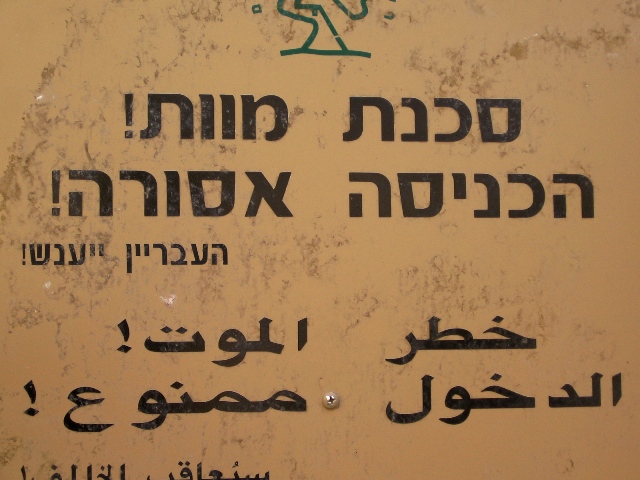 סכנת מוות!
הכניסה אסורה!
העבריין ייענש!
خطر الموت!
الدخول ممنوع!